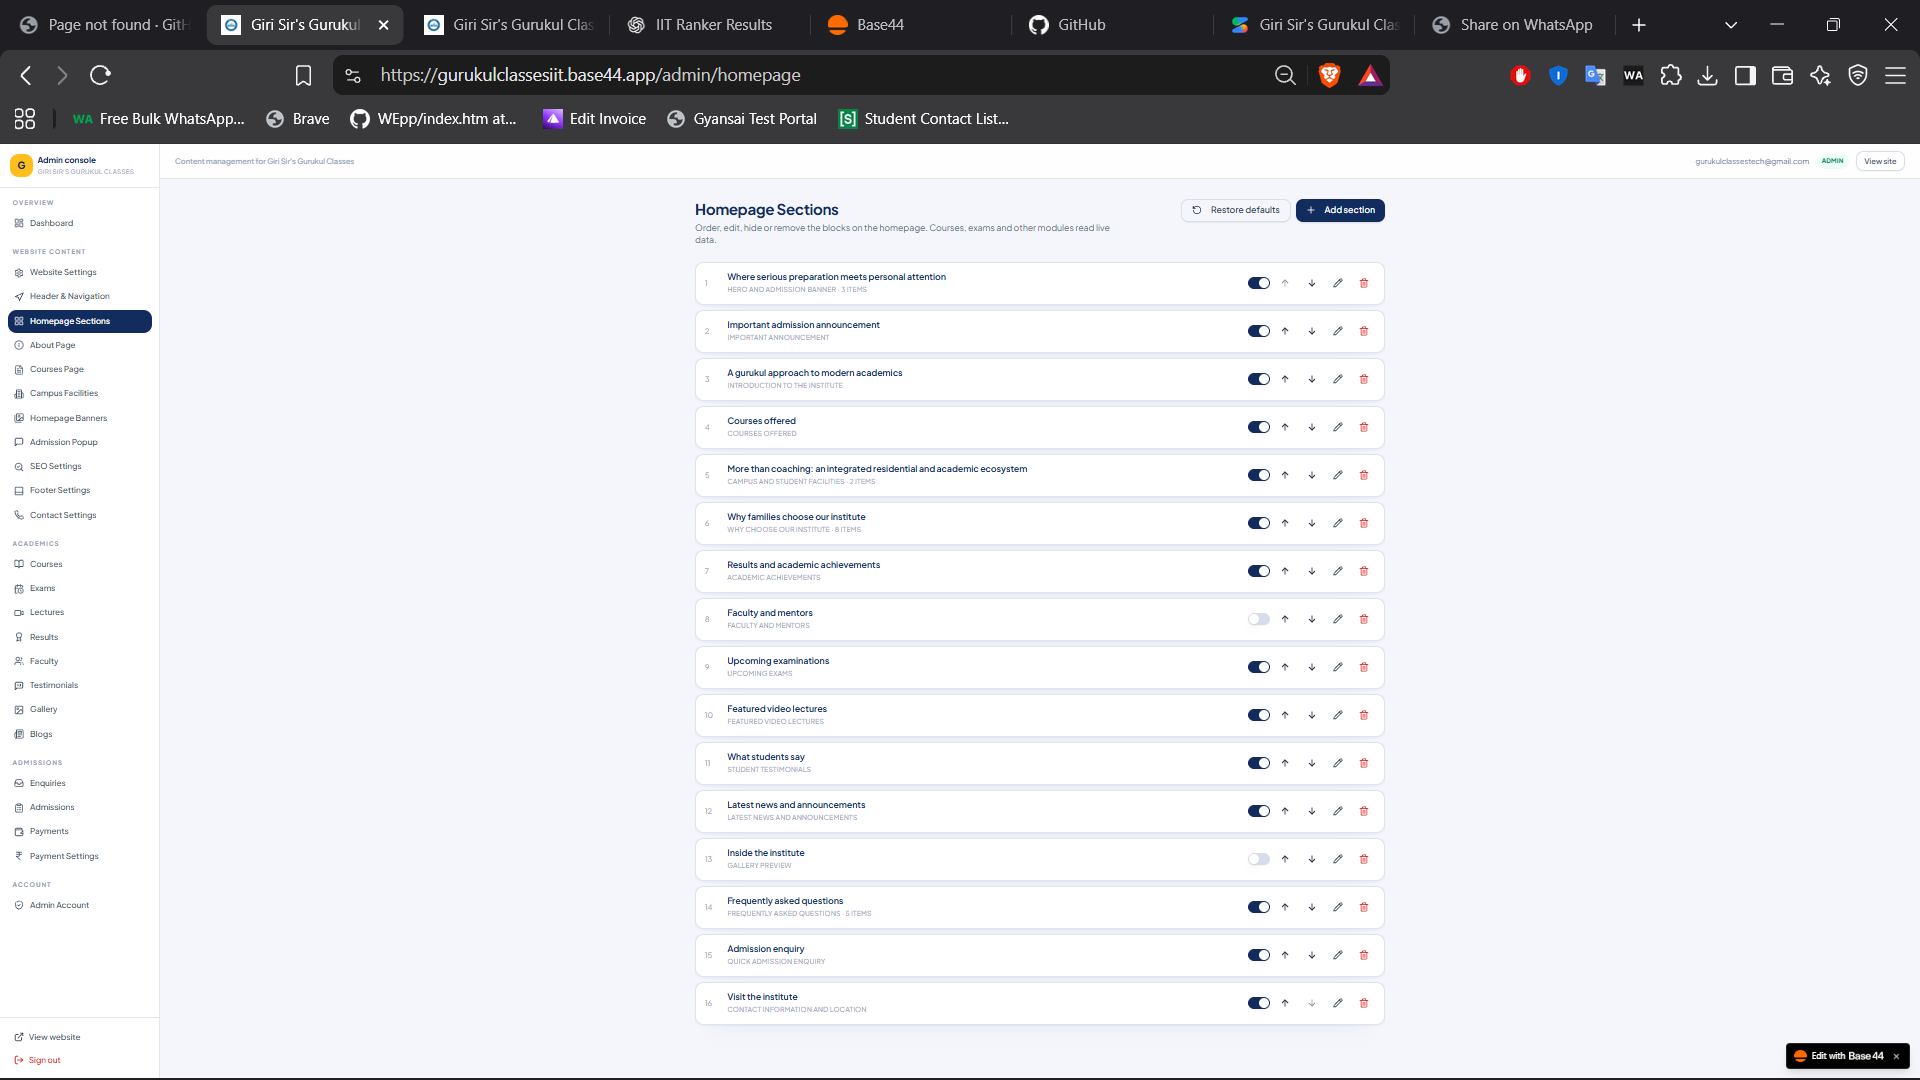 Page not found · GitH
Giri Sir's Gurukul
Giri Sir's Gurukul Clas
IIT Ranker Results
Base44
GitHub
Giri Sir's Gurukul Clas
Share on WhatsApp
https://gurukulclassesiit.base44.app/admin/homepage
WA
WA Free Bulk WhatsApp...
Brave
WEpp/index.htm at...
Edit Invoice
Gyansai Test Portal
[S] Student Contact List...
G
Admin console
GIRI SIR'S GURUKUL CLASSES
Content management for Giri Sir's Gurukul Classes
gurukulclassestech@gmail.com
ADMIN
View site
OVERVIEW
Dashboard
WEBSITE CONTENT
Website Settings
Header & Navigation
Homepage Sections
About Page
Courses Page
Campus Facilities
Homepage Banners
Admission Popup
SEO Settings
Footer Settings
Contact Settings
ACADEMICS
Courses
Exams
Lectures
Results
Faculty
Testimonials
Gallery
Blogs
ADMISSIONS
Enquiries
Admissions
Payments
Payment Settings
ACCOUNT
Admin Account
View website
Sign out
Homepage Sections
Order, edit, hide or remove the blocks on the homepage. Courses, exams and other modules read live
data.
Restore defaults
+ Add section
1
Where serious preparation meets personal attention
HERO AND ADMISSION BANNER · 3 ITEMS
2
Important admission announcement
IMPORTANT ANNOUNCEMENT
3
A gurukul approach to modern academics
INTRODUCTION TO THE INSTITUTE
4
Courses offered
COURSES OFFERED
5
More than coaching: an integrated residential and academic ecosystem
CAMPUS AND STUDENT FACILITIES · 2 ITEMS
6
Why families choose our institute
WHY CHOOSE OUR INSTITUTE · 8 ITEMS
7
Results and academic achievements
ACADEMIC ACHIEVEMENTS
8
Faculty and mentors
FACULTY AND MENTORS
9
Upcoming examinations
UPCOMING EXAMS
10
Featured video lectures
FEATURED VIDEO LECTURES
11
What students say
STUDENT TESTIMONIALS
12
Latest news and announcements
LATEST NEWS AND ANNOUNCEMENTS
13
Inside the institute
GALLERY PREVIEW
14
Frequently asked questions
FREQUENTLY ASKED QUESTIONS · 5 ITEMS
15
Admission enquiry
QUICK ADMISSION ENQUIRY
16
Visit the institute
CONTACT INFORMATION AND LOCATION
Edit with Base 44